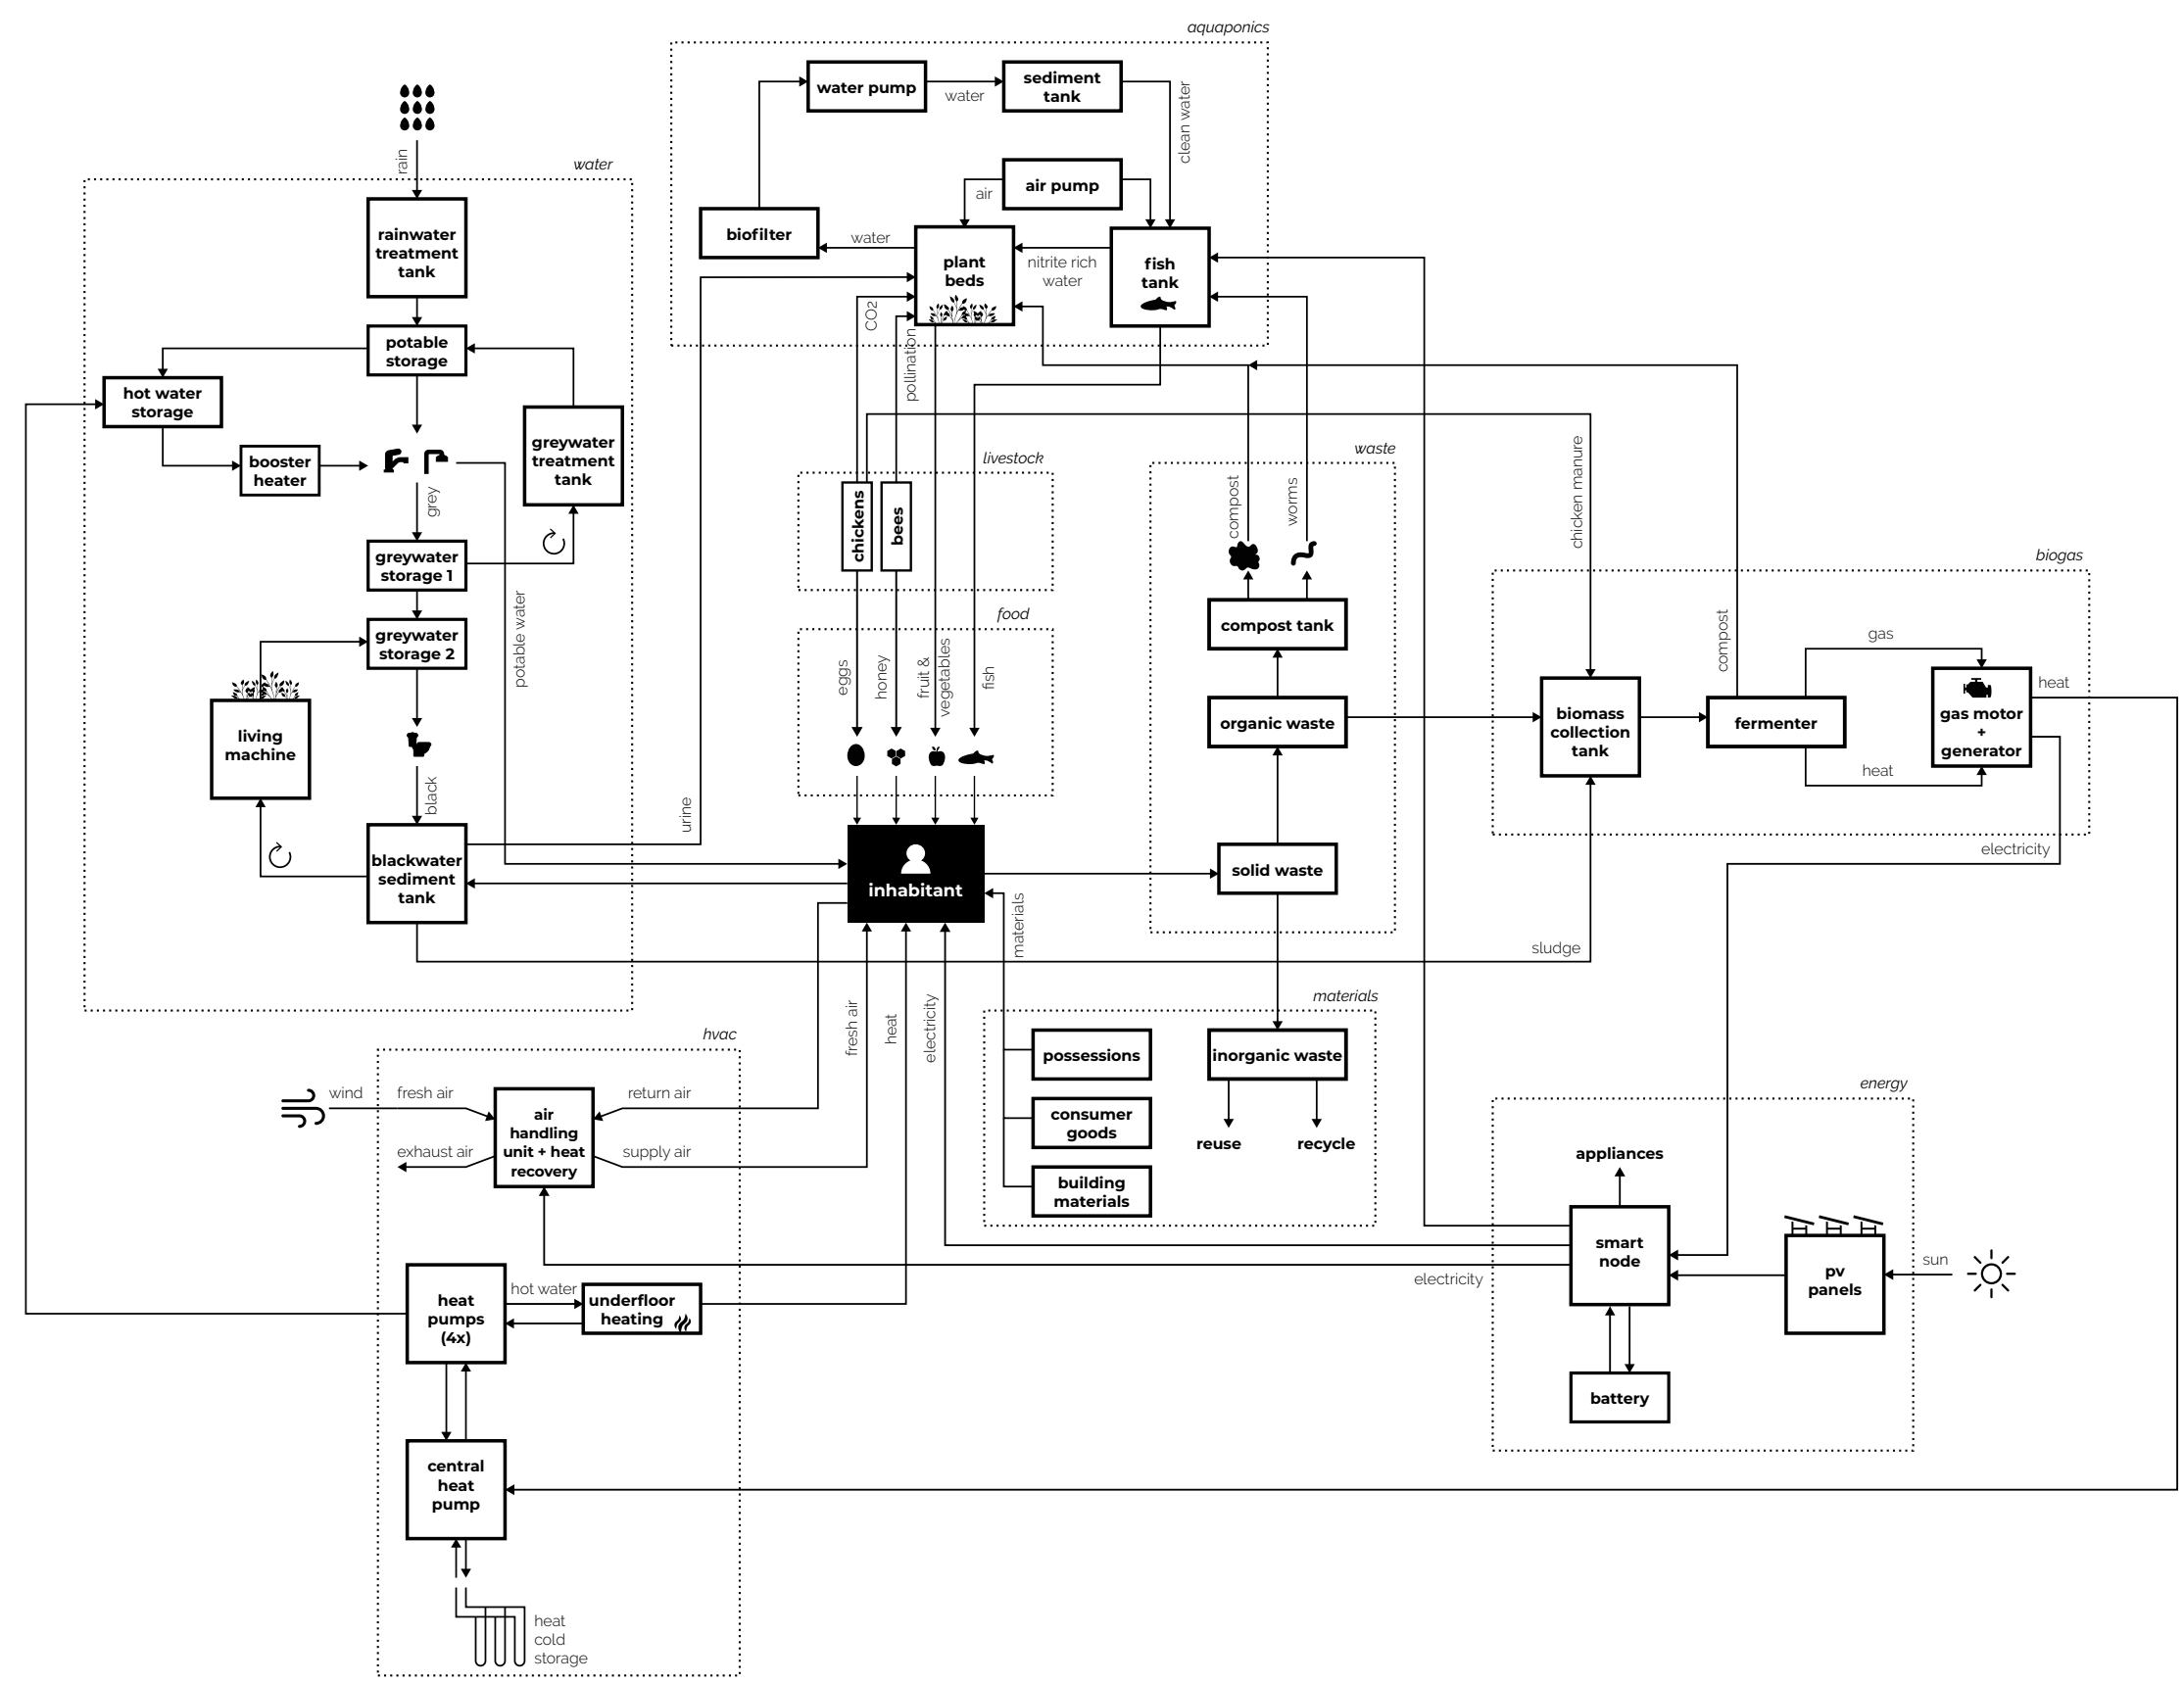 aquaponics
water pump
water
sediment
tank
clean water
rain
water
air pump
air
rainwater
treatment
tank
biofilter
water
plant
beds
nitrite rich
water
fish
tank
CO2
pollination
potable
storage
hot water
storage
booster
heater
greywater
treatment
tank
grey
greywater
storage 1
greywater
storage 2
potable water
living
machine
black
blackwater
sediment
tank
urine
livestock
chickens
bees
food
eggs
honey
fruit &
vegetables
fish
inhabitant
waste
compost
worms
compost tank
organic waste
solid waste
chicken manure
biogas
compost
biomass
collection
tank
fermenter
gas
heat
gas motor
+
generator
heat
electricity
sludge
materials
materials
possessions
consumer
goods
building
materials
inorganic waste
reuse
recycle
hvac
fresh air
heat
electricity
wind
fresh air
return air
exhaust air
supply air
air
handling
unit + heat
recovery
heat
pumps
(4x)
hot water
underfloor
heating
central
heat
pump
heat
cold
storage
energy
appliances
smart
node
electricity
pv
panels
sun
battery